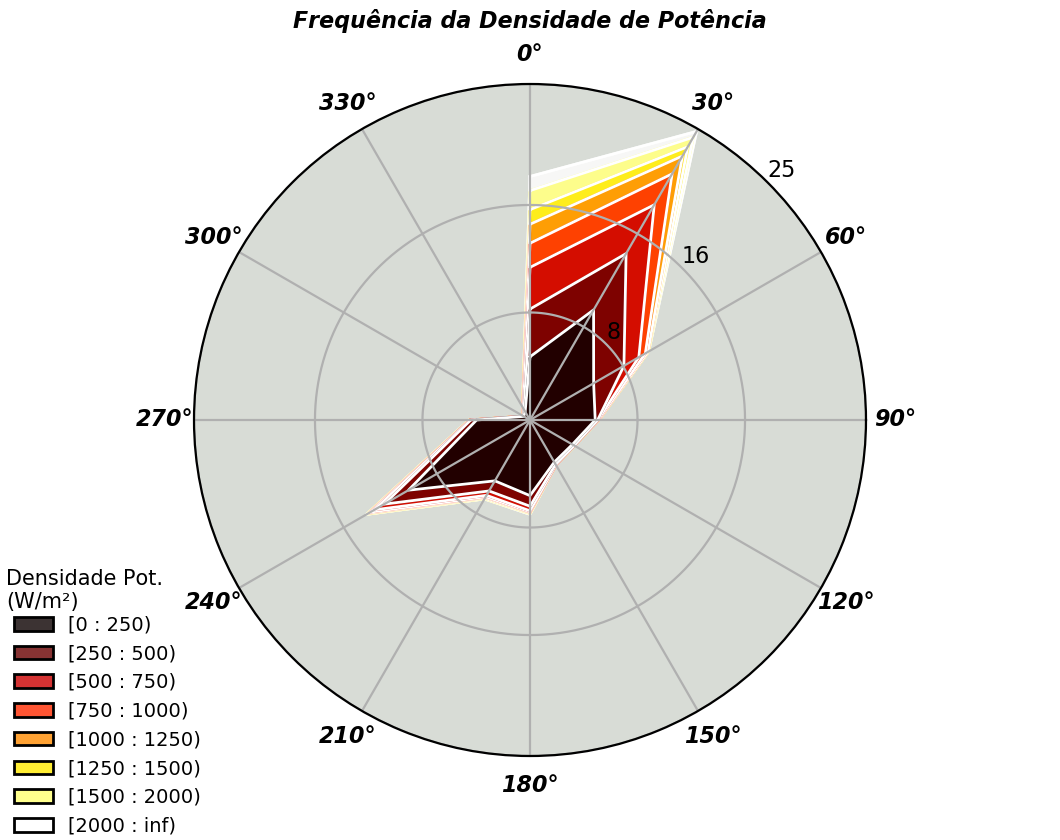 Frequência da Densidade de Potência
0°
330°
30°
25
300°
60°
16
8
270°
90°
Densidade Pot.
(W/m²)
240°
120°
[0 : 250)
[250 : 500)
[500 : 750)
[750 : 1000)
210°
150°
[1000 : 1250)
[1250 : 1500)
180°
[1500 : 2000)
[2000 : inf)